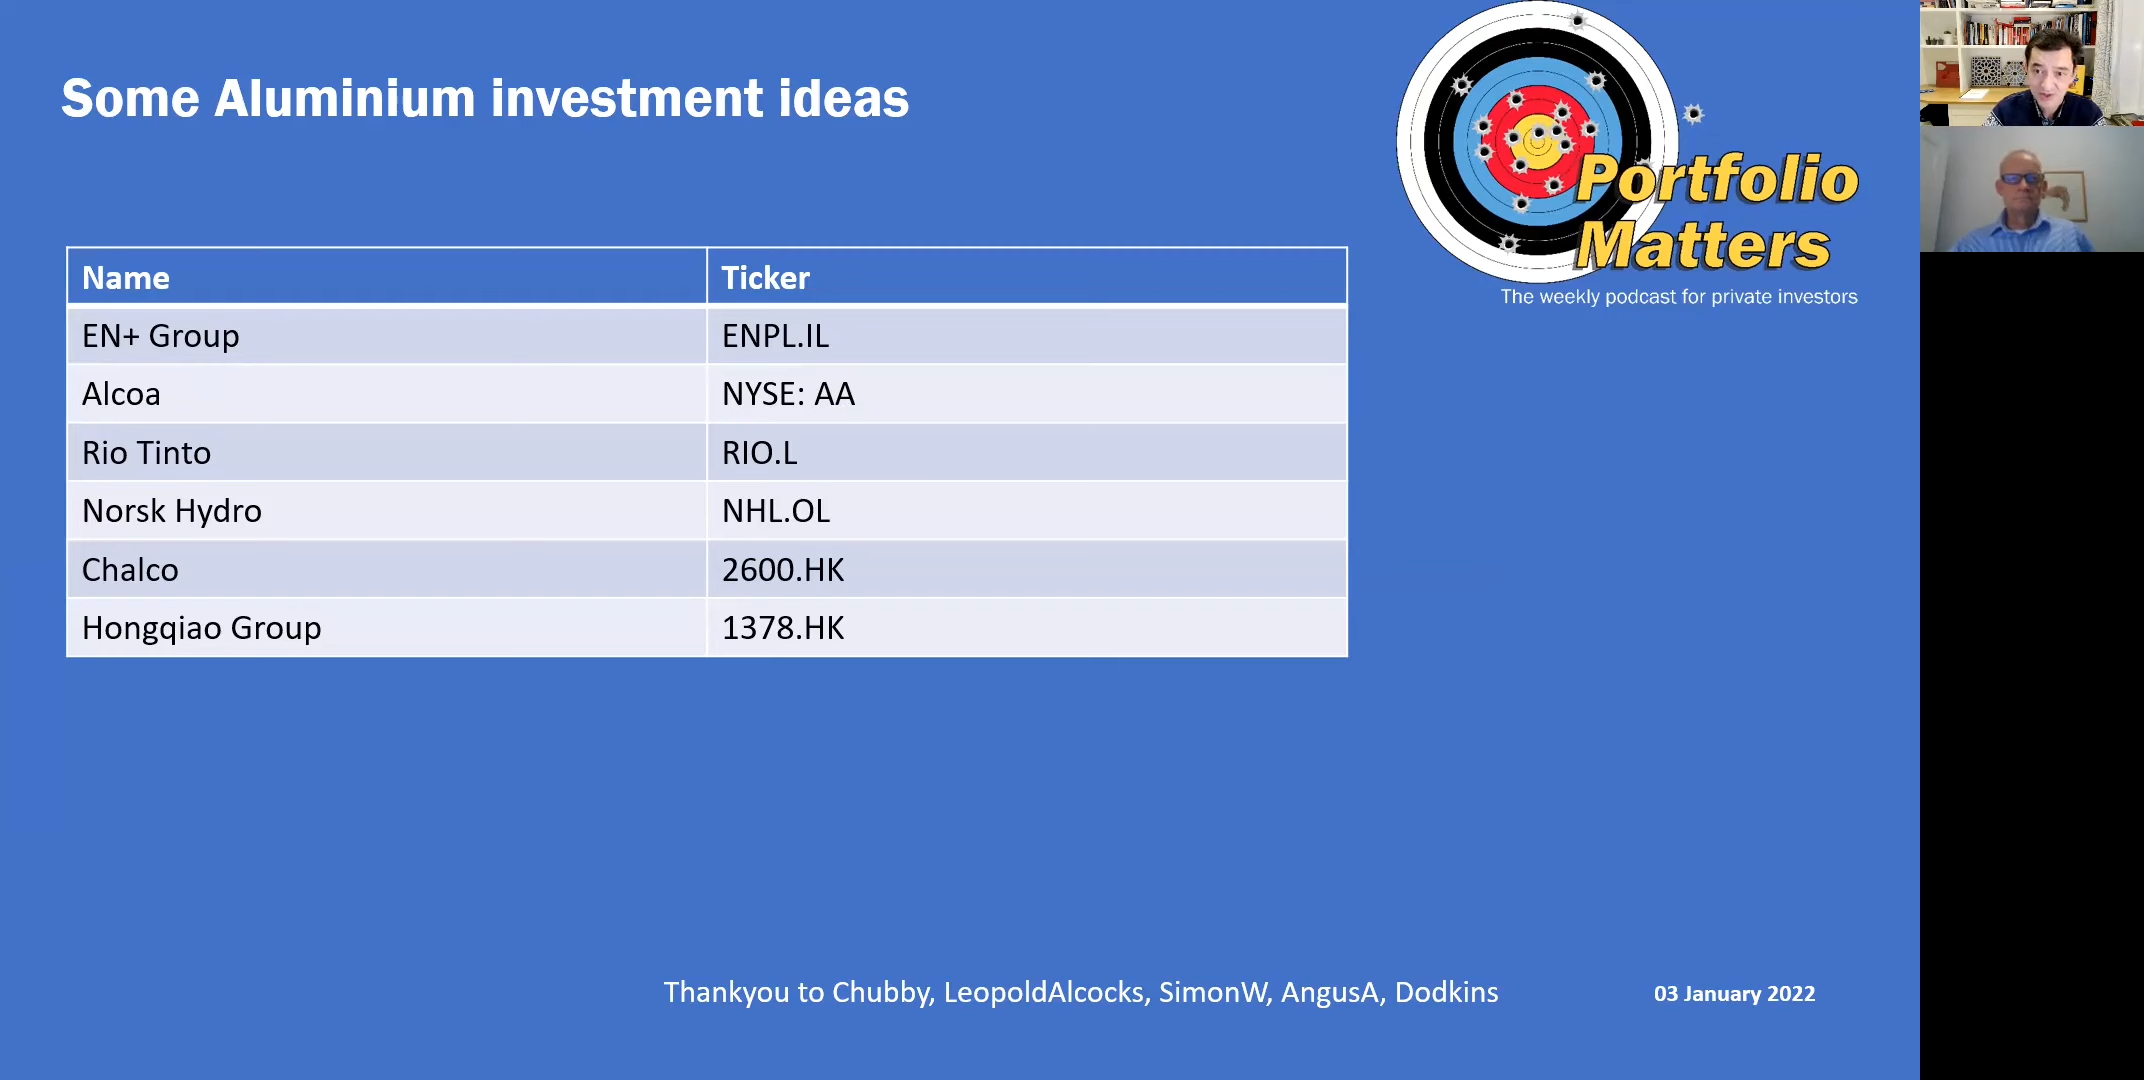 Some Aluminium investment ideas
Portfolio
Matters
The weekly podcast for private investors
Name Ticker
EN+ Group ENPL.IL
Alcoa NYSE: AA
Rio Tinto RIO.L
Norsk Hydro NHL.OL
Chalco 2600.HK
Hongqiao Group 1378.HK
Thankyou to Chubby, LeopoldAlcocks, SimonW, AngusA, Dodkins
03 January 2022